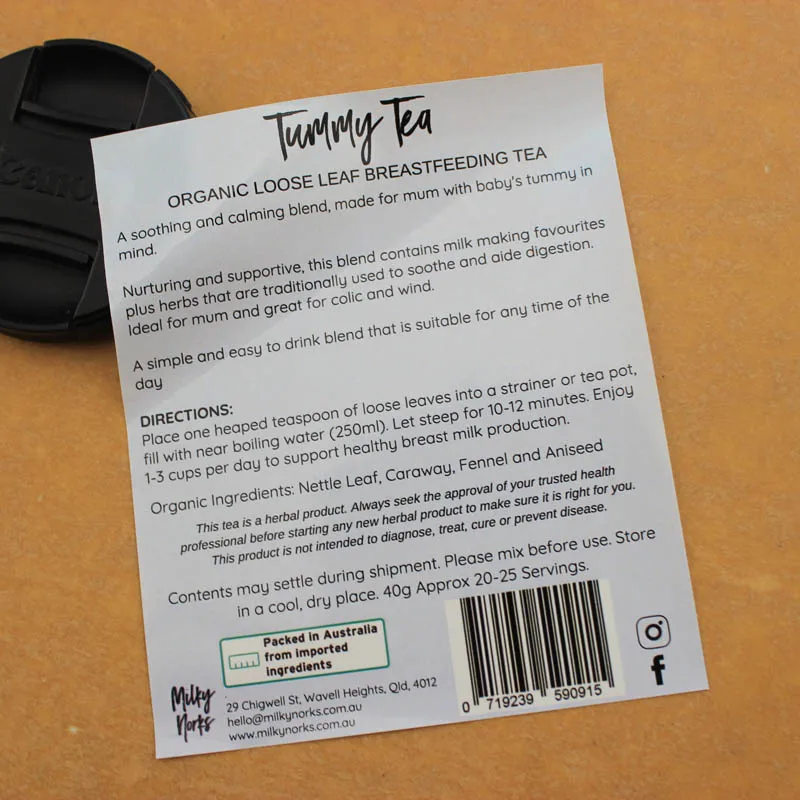 Tummy Tea
ORGANIC LOOSE LEAF BREASTFEEDING TEA
A soothing and calming blend, made for mum with baby's tummy in
mind.
Nurturing and supportive, this blend contains milk making favourites
plus herbs that are traditionally used to soothe and aide digestion.
Ideal for mum and great for colic and wind.
A simple and easy to drink blend that is suitable for any time of the
day
DIRECTIONS:
Place one heaped teaspoon of loose leaves into a strainer or tea pot,
fill with near boiling water (250ml). Let steep for 10-12 minutes. Enjoy
1-3 cups per day to support healthy breast milk production.
Organic Ingredients: Nettle Leaf, Caraway, Fennel and Aniseed
This tea is a herbal product. Always seek the approval of your trusted health
professional before starting any new herbal product to make sure it is right for you.
This product is not intended to diagnose, treat, cure or prevent disease.
Contents may settle during shipment. Please mix before use. Store
in a cool, dry place. 40g Approx 20-25 Servings.
Packed in Australia
from imported
ingredients
Milky
Norks
29 Chigwell St, Wavell Heights, Qld, 4012
hello@milkynorks.com.au
www.milkynorks.com.au
0 719239 590915